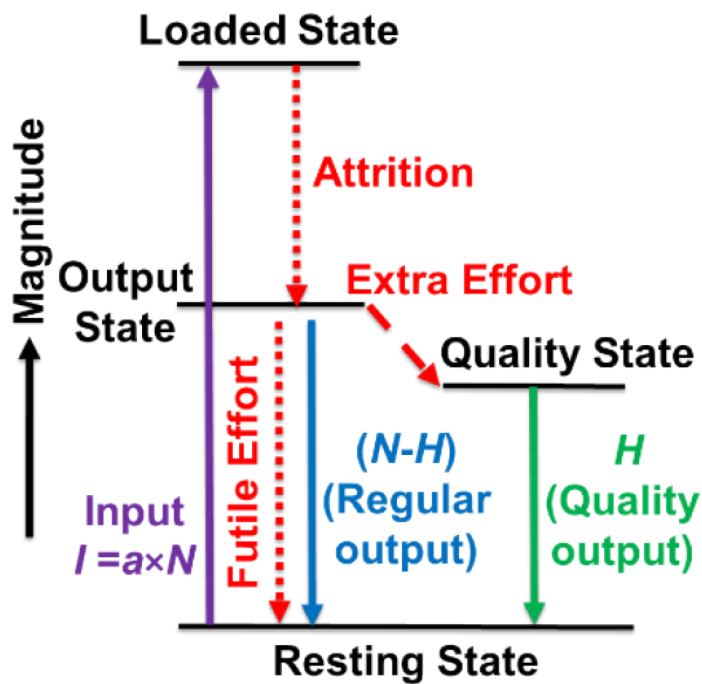 Loaded State
Magnitude
Attrition
Output
State
Extra Effort
Quality State
Futile Effort
Input
I =a×N
(N-H)
(Regular
output)
H
(Quality
output)
Resting State